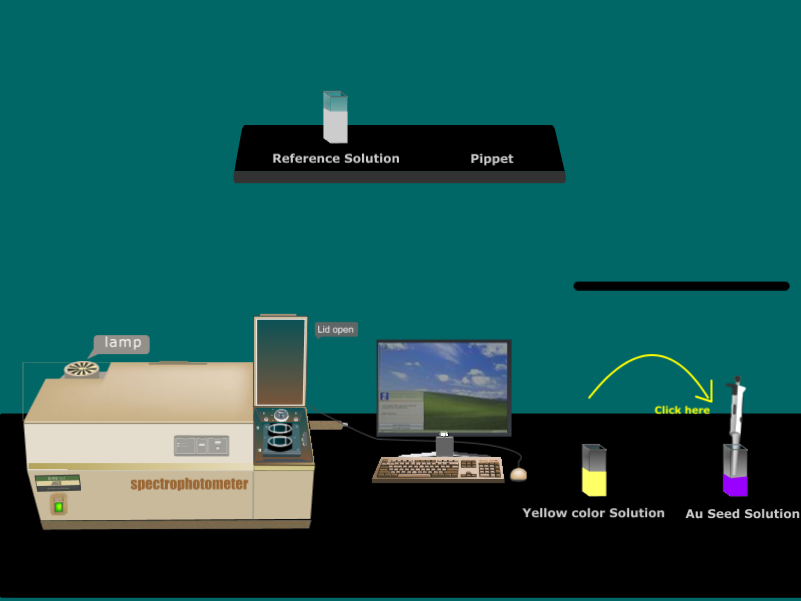 Reference Solution
Pippet
lamp
Lid open
Click here
spectrophotometer
Yellow color Solution
Au Seed Solution